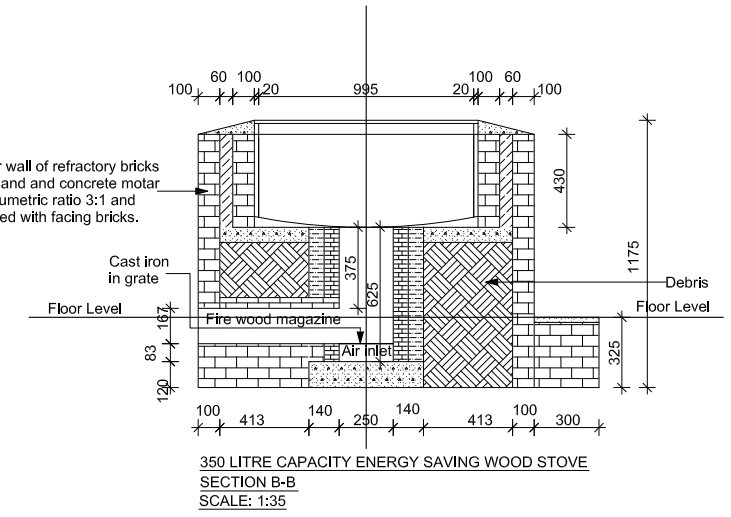 100 60 100 20 995 20 100 60 100
r wall of refractory bricks
and and concrete motar
umetric ratio 3:1 and
ed with facing bricks.
430
1175
Cast iron
in grate
375
625
Debris
Floor Level
Floor Level
167
Fire wood magazine
Air inlet
83
325
120
100 413 140 250 140 413 100 300
350 LITRE CAPACITY ENERGY SAVING WOOD STOVE
SECTION B-B
SCALE: 1:35